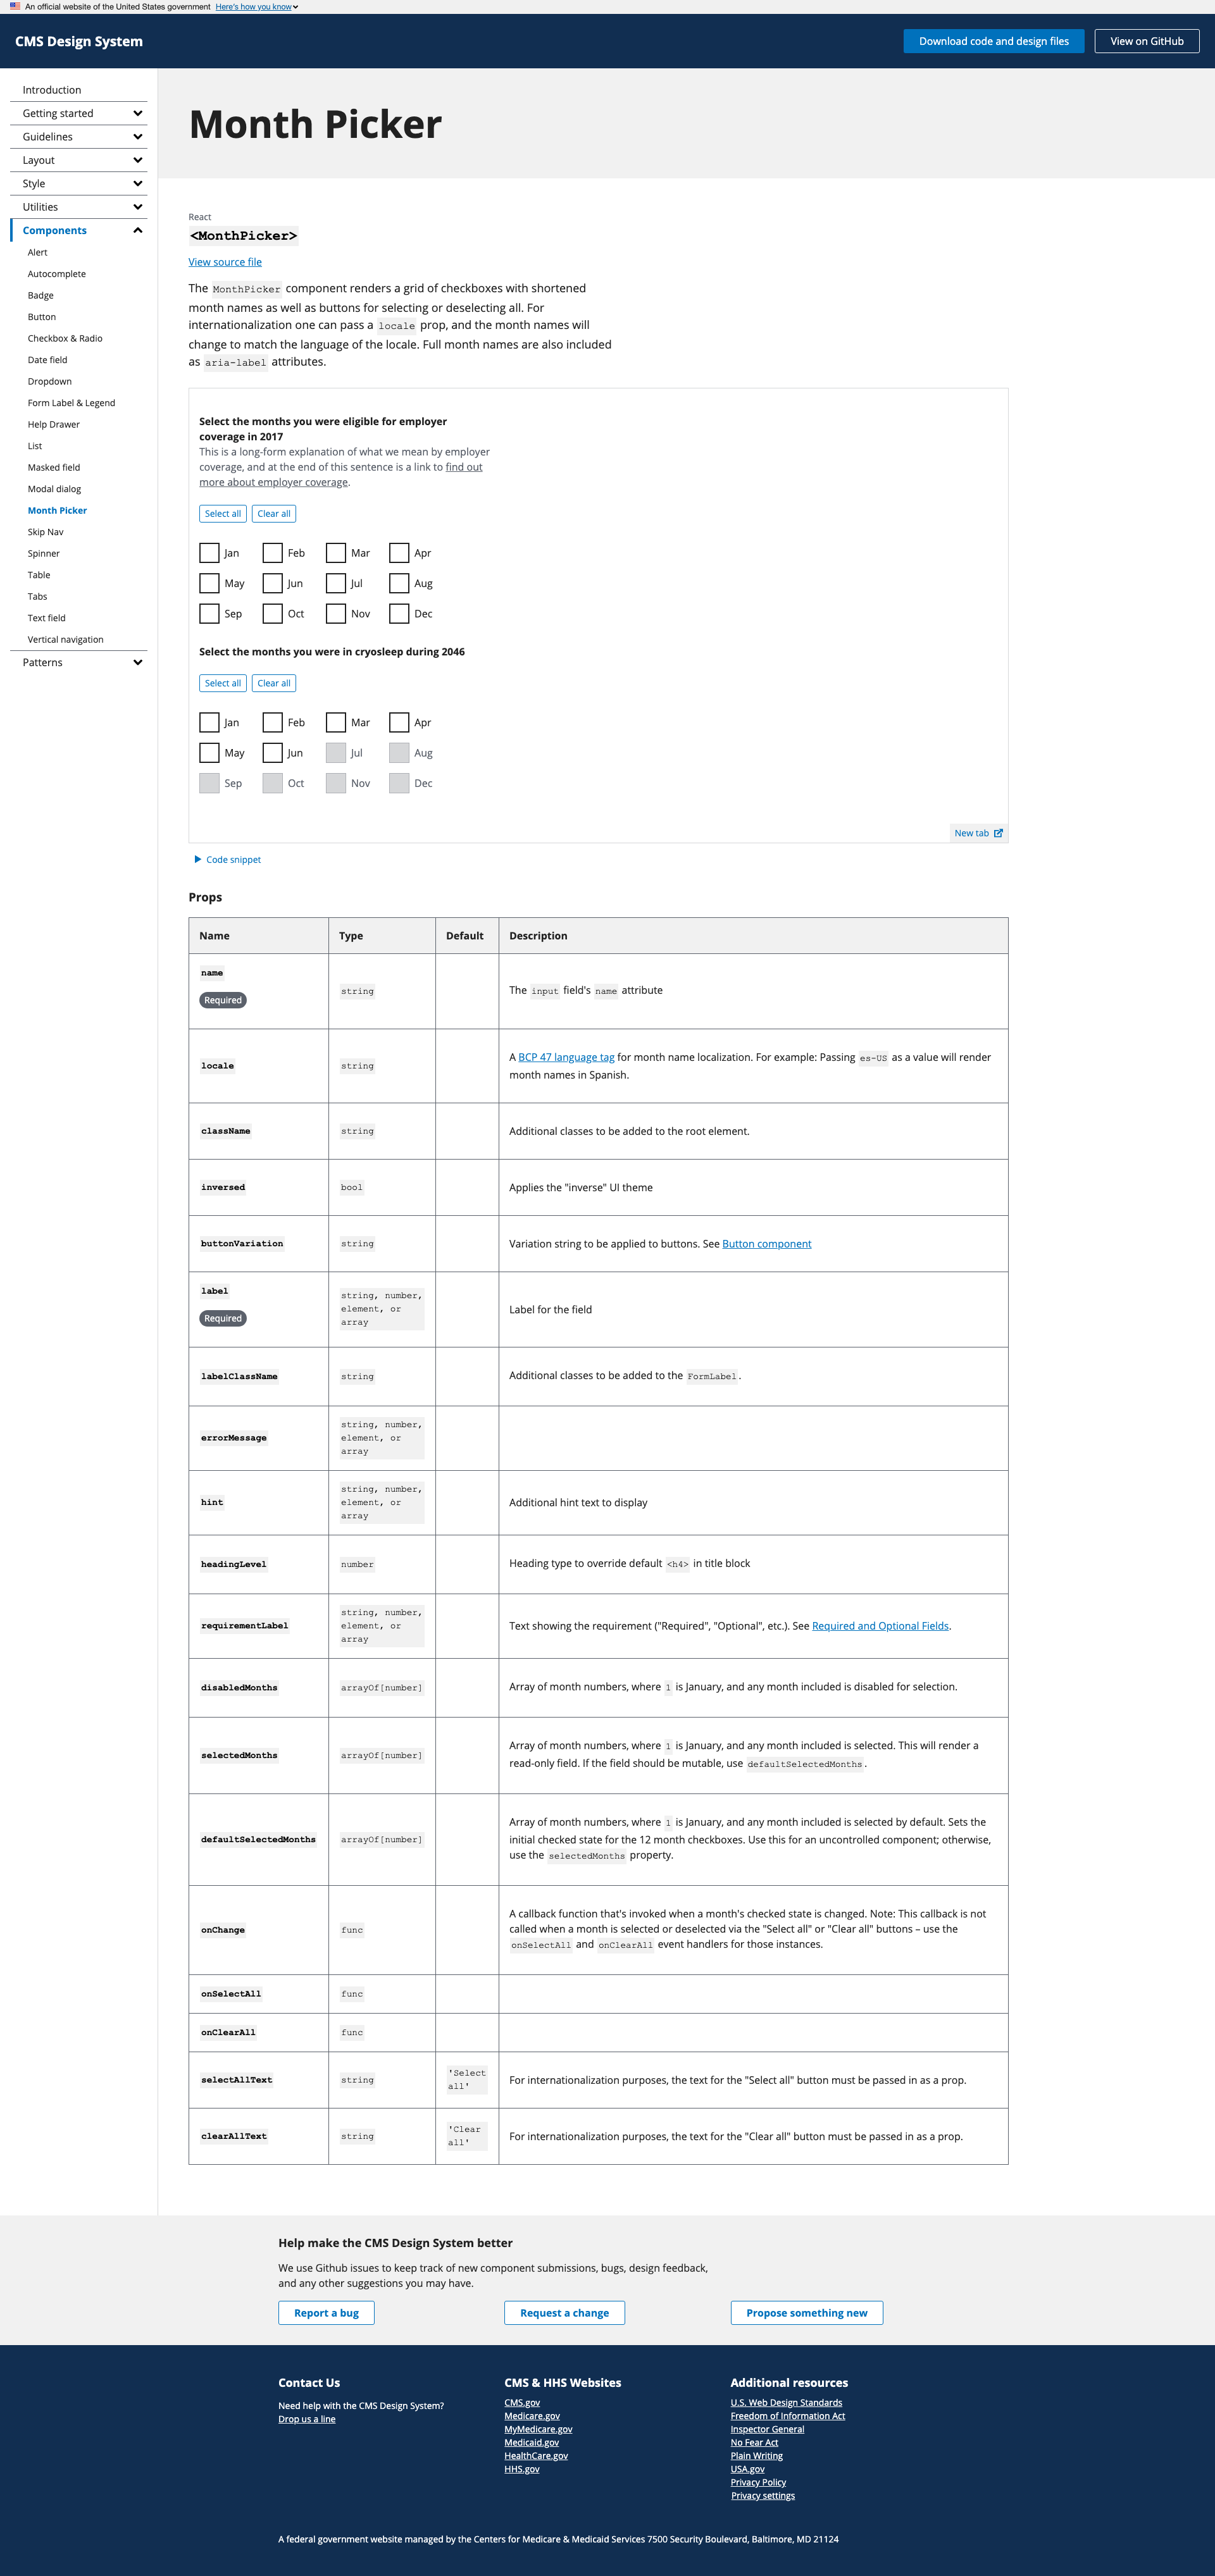 An official website of the United States government Here's how you know
CMS Design System
Download code and design files
View on GitHub
Introduction
Getting started
Guidelines
Layout
Style
Utilities
Components
Alert
Autocomplete
Badge
Button
Checkbox & Radio
Date field
Dropdown
Form Label & Legend
Help Drawer
List
Masked field
Modal dialog
Month Picker
Skip Nav
Spinner
Table
Tabs
Text field
Vertical navigation
Patterns
Month Picker
React
<MonthPicker>
View source file
The MonthPicker component renders a grid of checkboxes with shortened
month names as well as buttons for selecting or deselecting all. For
internationalization one can pass a locale prop, and the month names will
change to match the language of the locale. Full month names are also included
as aria-label attributes.
Select the months you were eligible for employer
coverage in 2017
This is a long-form explanation of what we mean by employer
coverage, and at the end of this sentence is a link to find out
more about employer coverage.
Select all Clear all
Jan Feb Mar Apr
May Jun Jul Aug
Sep Oct Nov Dec
Select the months you were in cryosleep during 2046
Select all Clear all
Jan Feb Mar Apr
May Jun Jul Aug
Sep Oct Nov Dec
New tab
Code snippet
Props
Name Type Default Description
name
Required
string
The input field's name attribute
locale
string
A BCP 47 language tag for month name localization. For example: Passing es-US as a value will render
month names in Spanish.
className
string
Additional classes to be added to the root element.
inversed
bool
Applies the "inverse" UI theme
buttonVariation
string
Variation string to be applied to buttons. See Button component
label
Required
string, number,
element, or
array
Label for the field
labelClassName
string
Additional classes to be added to the FormLabel.
errorMessage
string, number,
element, or
array
hint
string, number,
element, or
array
Additional hint text to display
headingLevel
number
Heading type to override default <h4> in title block
requirementLabel
string, number,
element, or
array
Text showing the requirement ("Required", "Optional", etc.). See Required and Optional Fields.
disabledMonths
arrayOf[number]
Array of month numbers, where 1 is January, and any month included is disabled for selection.
selectedMonths
arrayOf[number]
Array of month numbers, where 1 is January, and any month included is selected. This will render a
read-only field. If the field should be mutable, use defaultSelectedMonths.
defaultSelectedMonths
arrayOf[number]
Array of month numbers, where 1 is January, and any month included is selected by default. Sets the
initial checked state for the 12 month checkboxes. Use this for an uncontrolled component; otherwise,
use the selectedMonths property.
onChange
func
A callback function that's invoked when a month's checked state is changed. Note: This callback is not
called when a month is selected or deselected via the "Select all" or "Clear all" buttons – use the
onSelectAll and onClearAll event handlers for those instances.
onSelectAll
func
onClearAll
func
selectAllText
string
'Select
all'
For internationalization purposes, the text for the "Select all" button must be passed in as a prop.
clearAllText
string
'Clear
all'
For internationalization purposes, the text for the "Clear all" button must be passed in as a prop.
Help make the CMS Design System better
We use Github issues to keep track of new component submissions, bugs, design feedback,
and any other suggestions you may have.
Report a bug
Request a change
Propose something new
Contact Us
Need help with the CMS Design System?
Drop us a line
CMS & HHS Websites
CMS.gov
Medicare.gov
MyMedicare.gov
Medicaid.gov
HealthCare.gov
HHS.gov
Additional resources
U.S. Web Design Standards
Freedom of Information Act
Inspector General
No Fear Act
Plain Writing
USA.gov
Privacy Policy
Privacy settings
A federal government website managed by the Centers for Medicare & Medicaid Services 7500 Security Boulevard, Baltimore, MD 21124